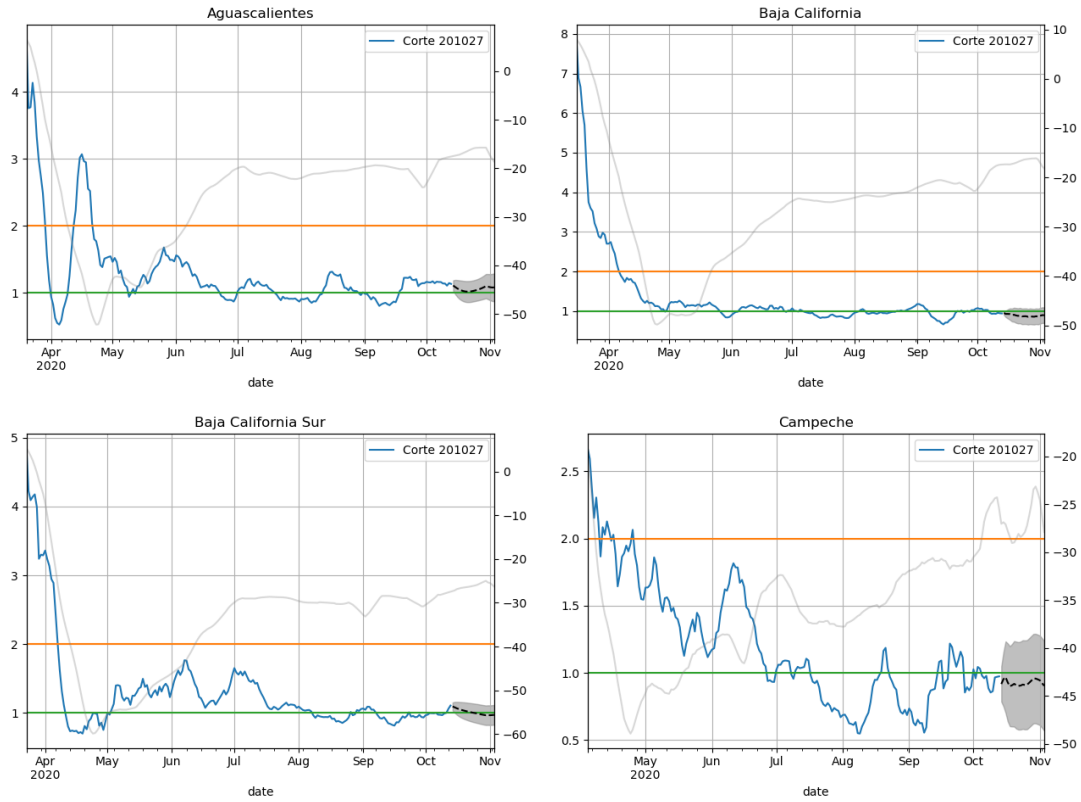 Aguascalientes
Corte 201027
4
3
2
1
0
−10
−20
−30
−40
−50
Apr
2020
May
Jun
Jul
Aug
Sep
Oct
Nov
date
Baja California
Corte 201027
8
7
6
5
4
3
2
1
10
0
−10
−20
−30
−40
−50
Apr
2020
May
Jun
Jul
Aug
Sep
Oct
Nov
date
Baja California Sur
Corte 201027
5
4
3
2
1
0
−10
−20
−30
−40
−50
−60
Apr
2020
May
Jun
Jul
Aug
Sep
Oct
Nov
date
Campeche
Corte 201027
2.5
2.0
1.5
1.0
0.5
−20
−25
−30
−35
−40
−45
−50
May
2020
Jun
Jul
Aug
Sep
Oct
Nov
date